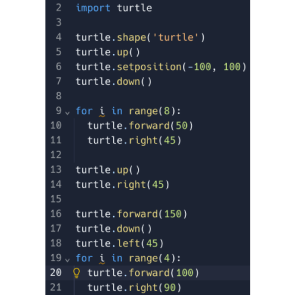 2 import turtle
3
4 turtle.shape('turtle')
5 turtle.up()
6 turtle.setposition(-100, 100)
7 turtle.down()
8
9 for i in range(8):
10   turtle.forward(50)
11   turtle.right(45)
12
13 turtle.up()
14 turtle.right(45)
15
16 turtle.forward(150)
17 turtle.down()
18 turtle.left(45)
19 for i in range(4):
20   turtle.forward(100)
21   turtle.right(90)